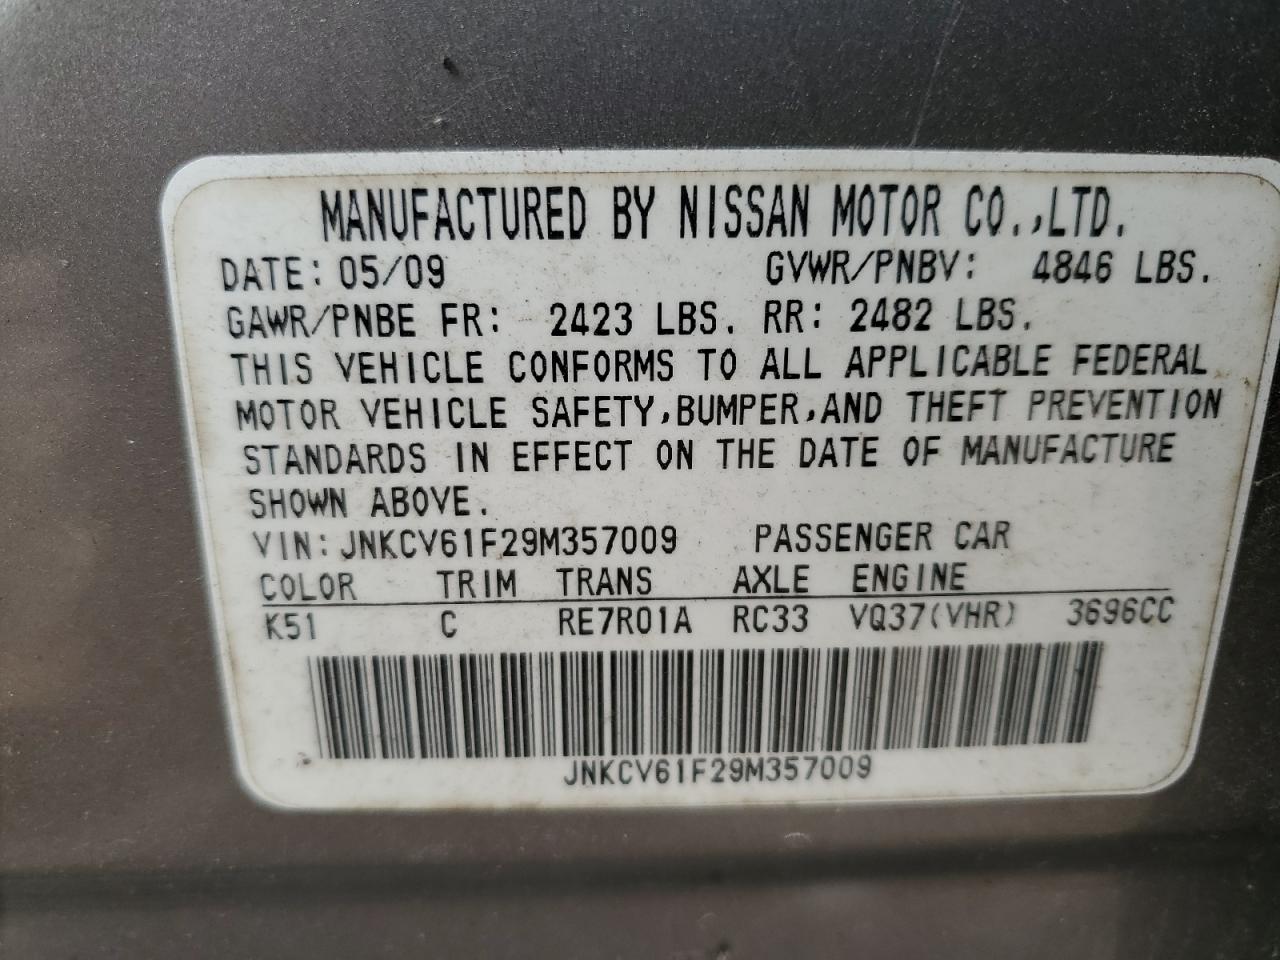 MANUFACTURED BY NISSAN MOTOR CO.,LTD.
DATE: 05/09 GVWR/PNBV: 4846 LBS.
GAWR/PNBE FR: 2423 LBS. RR: 2482 LBS.
THIS VEHICLE CONFORMS TO ALL APPLICABLE FEDERAL
MOTOR VEHICLE SAFETY,BUMPER,AND THEFT PREVENTION
STANDARDS IN EFFECT ON THE DATE OF MANUFACTURE
SHOWN ABOVE.
VIN: JNKCV61F29M357009 PASSENGER CAR
COLOR TRIM TRANS AXLE ENGINE
K51 C RE7R01A RC33 VQ37(VHR) 3696CC
JNKCV61F29M357009